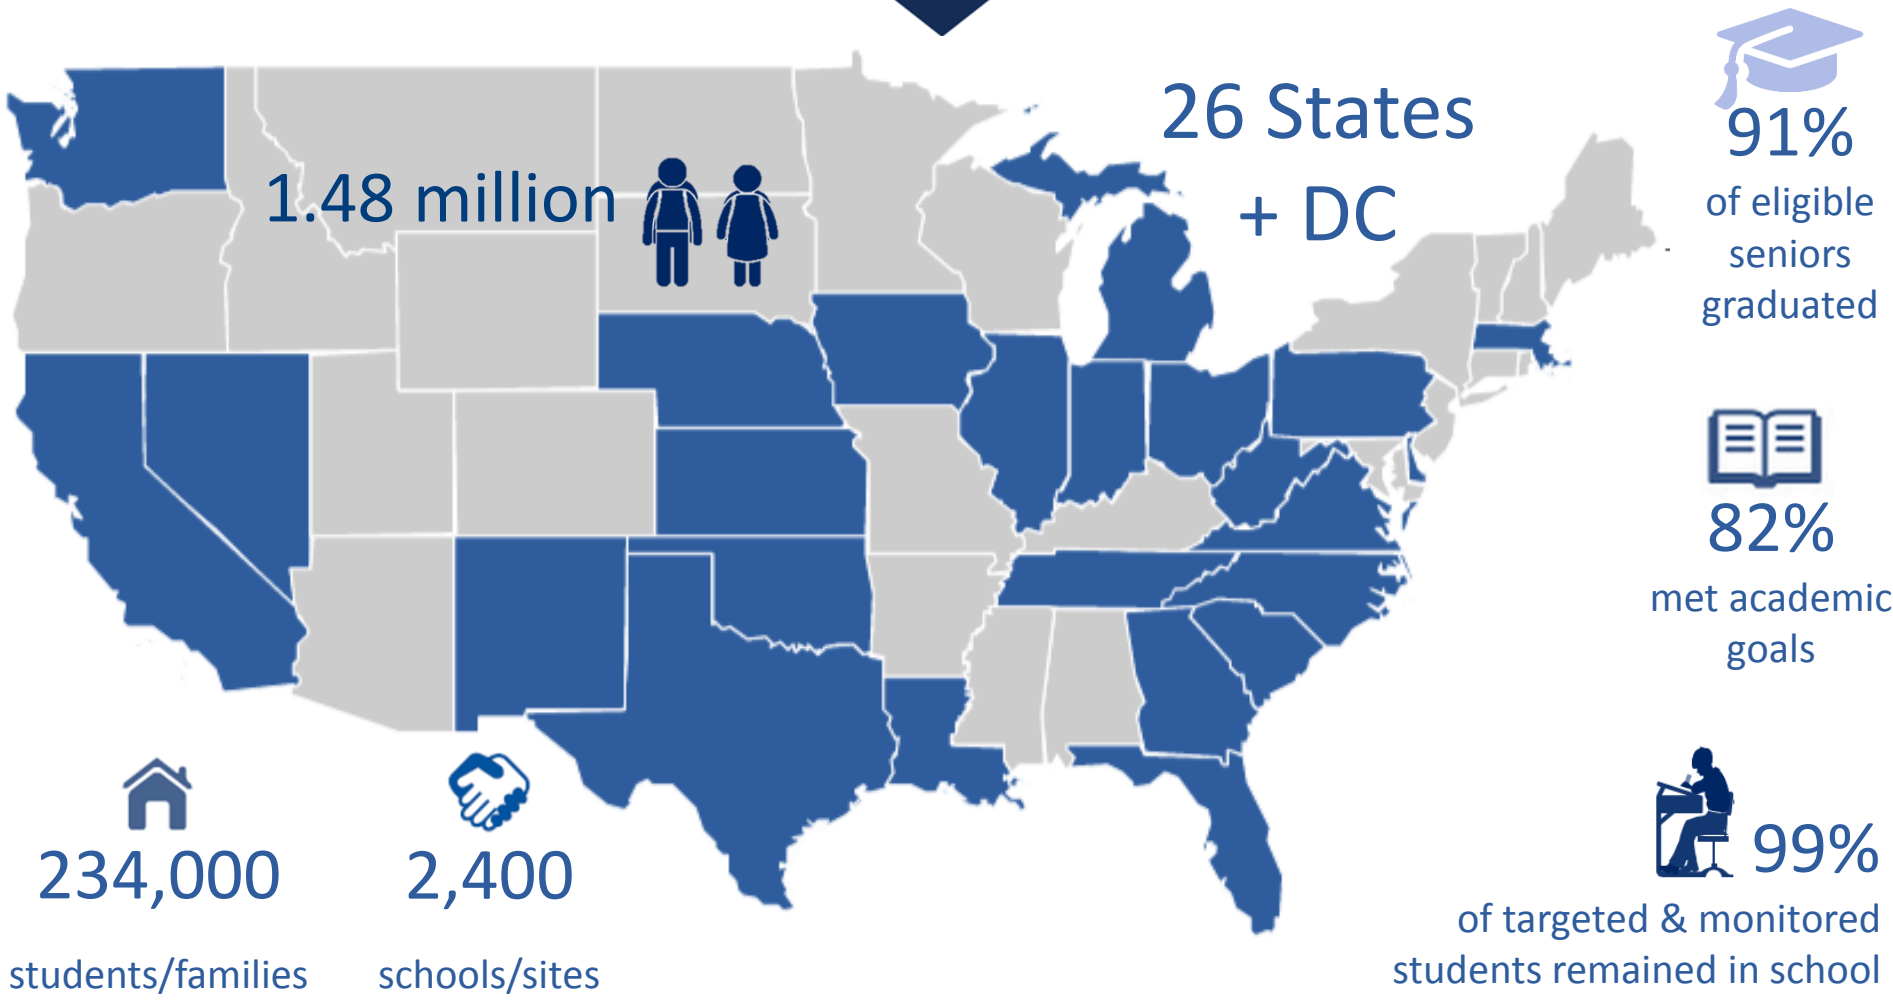 26 States
+ DC
1.48 million
91%
of eligible
seniors
graduated
82%
met academic
goals
234,000
students/families
2,400
schools/sites
99%
of targeted & monitored
students remained in school